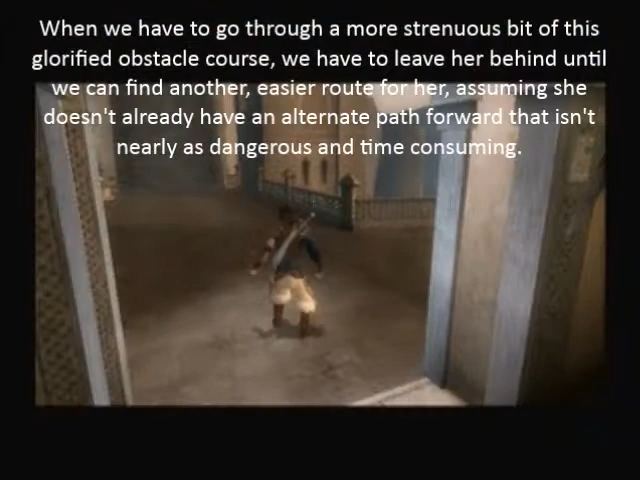 When we have to go through a more strenuous bit of this
glorified obstacle course, we have to leave her behind until
we can find another, easier route for her, assuming she
doesn't already have an alternate path forward that isn't
nearly as dangerous and time consuming.